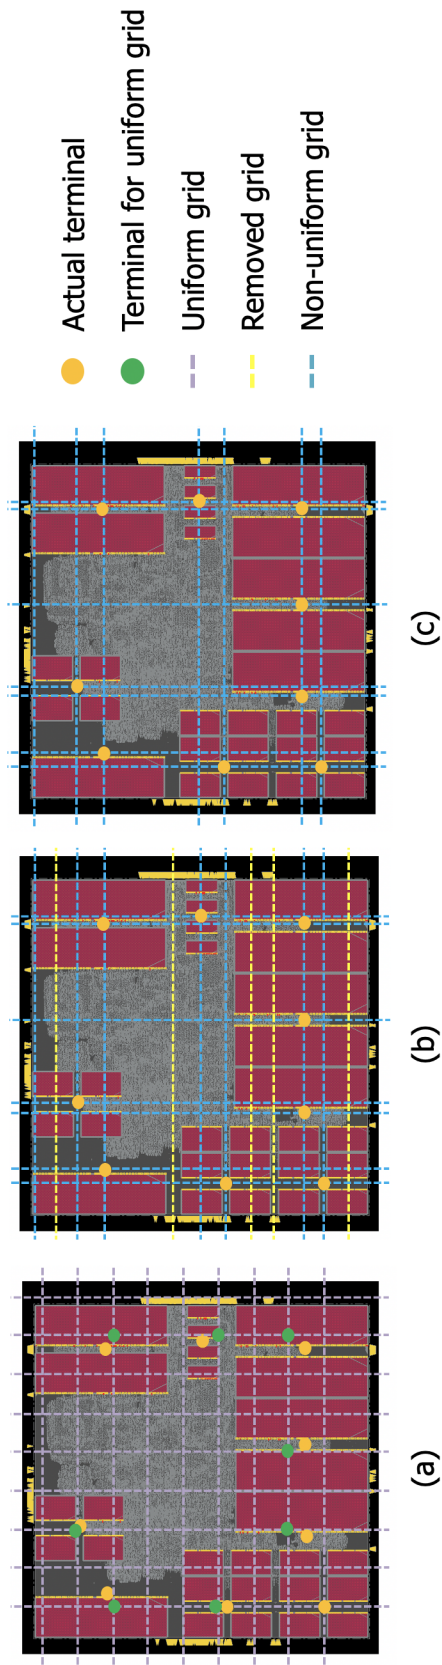 Actual terminal
Terminal for uniform grid
Uniform grid
Removed grid
Non-uniform grid
(a)
(b)
(c)